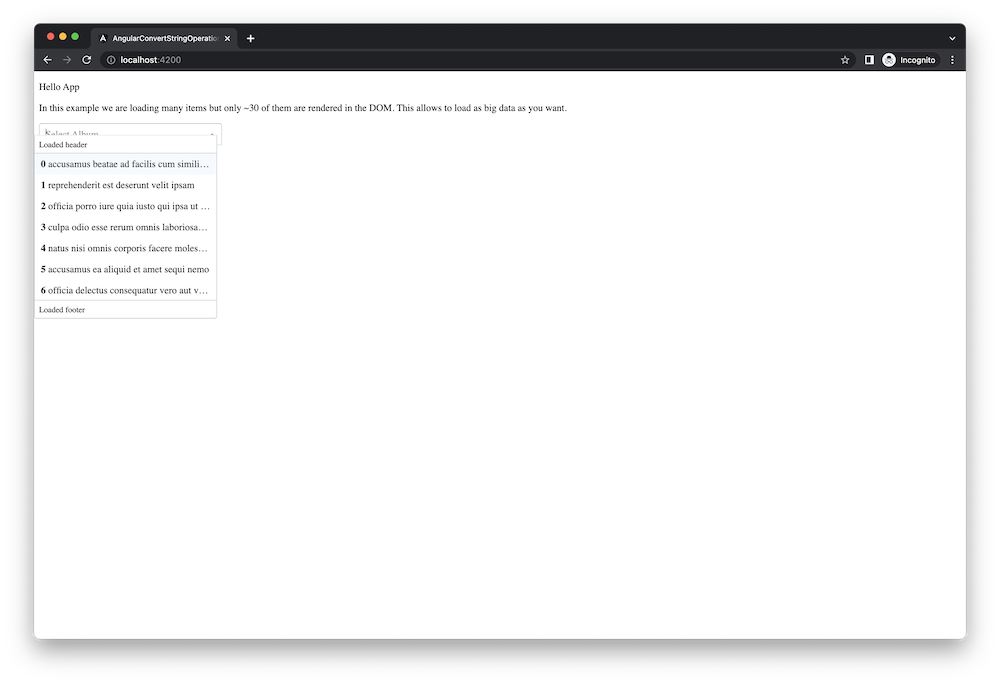 AngularConvertStringOperatio
localhost:4200
Incognito
Hello App
In this example we are loading many items but only ~30 of them are rendered in the DOM. This allows to load as big data as you want.
Select Album
Loaded header
0 accusamus beatae ad facilis cum simili…
1 reprehenderit est deserunt velit ipsam
2 officia porro iure quia iusto qui ipsa ut …
3 culpa odio esse rerum omnis laboriosa…
4 natus nisi omnis corporis facere moles…
5 accusamus ea aliquid et amet sequi nemo
6 officia delectus consequatur vero aut v…
Loaded footer